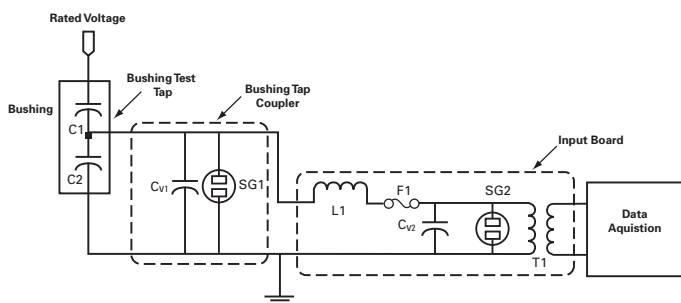 Rated Voltage
Bushing Test
Tap
Bushing Tap
Coupler
Bushing
C1
C2
Input Board
CV1
SG1
L1
F1
CV2
SG2
T1
Data
Aquistion